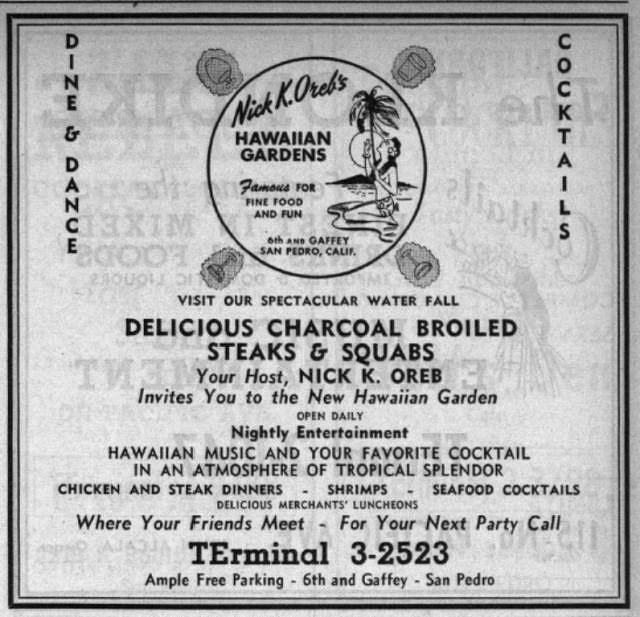 DINE & DANCE
COCKTAILS
Nick K. Oreb's
HAWAIIAN
GARDENS
Famous FOR
FINE FOOD
AND FUN
6th AND GAFFEY
SAN PEDRO, CALIF.
VISIT OUR SPECTACULAR WATER FALL
DELICIOUS CHARCOAL BROILED
STEAKS & SQUABS
Your Host, NICK K. OREB
Invites You to the New Hawaiian Garden
OPEN DAILY
Nightly Entertainment
HAWAIIAN MUSIC AND YOUR FAVORITE COCKTAIL
IN AN ATMOSPHERE OF TROPICAL SPLENDOR
CHICKEN AND STEAK DINNERS - SHRIMPS - SEAFOOD COCKTAILS
DELICIOUS MERCHANTS' LUNCHEONS
Where Your Friends Meet - For Your Next Party Call
TErminal 3-2523
Ample Free Parking - 6th and Gaffey - San Pedro